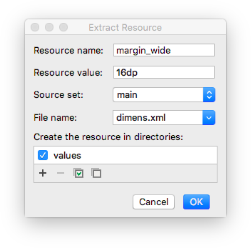 Extract Resource
Resource name: margin_wide
Resource value: 16dp
Source set: main
File name: dimens.xml
Create the resource in directories:
values
Cancel OK